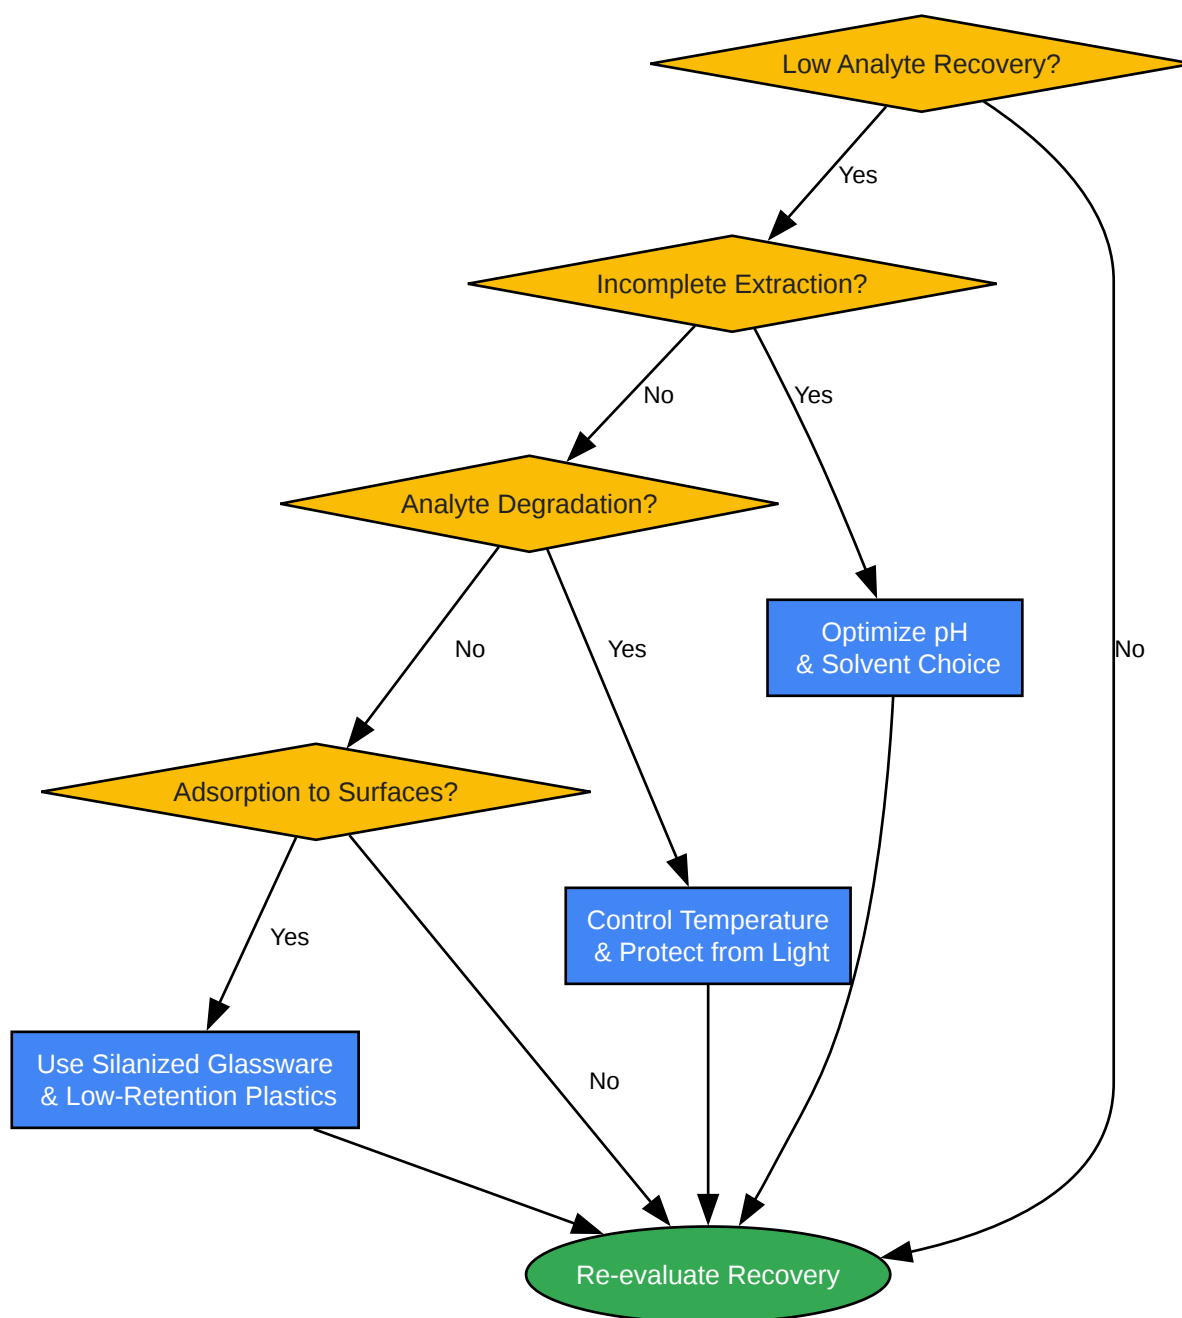 Low Analyte Recovery?
Yes
Incomplete Extraction?
No
Yes
Analyte Degradation?
Optimize pH
& Solvent Choice
No
Yes
No
Adsorption to Surfaces?
Control Temperature
& Protect from Light
Yes
Use Silanized Glassware
& Low-Retention Plastics
No
Re-evaluate Recovery